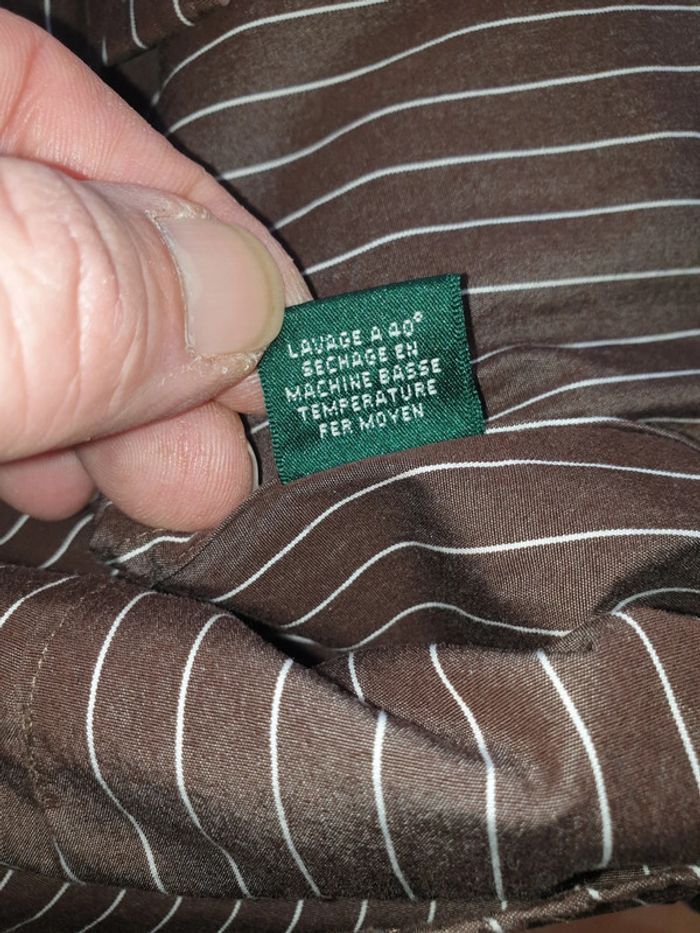 LAVAGE A 40°
SECHAGE EN
MACHINE BASSE
TEMPERATURE
FER MOYEN